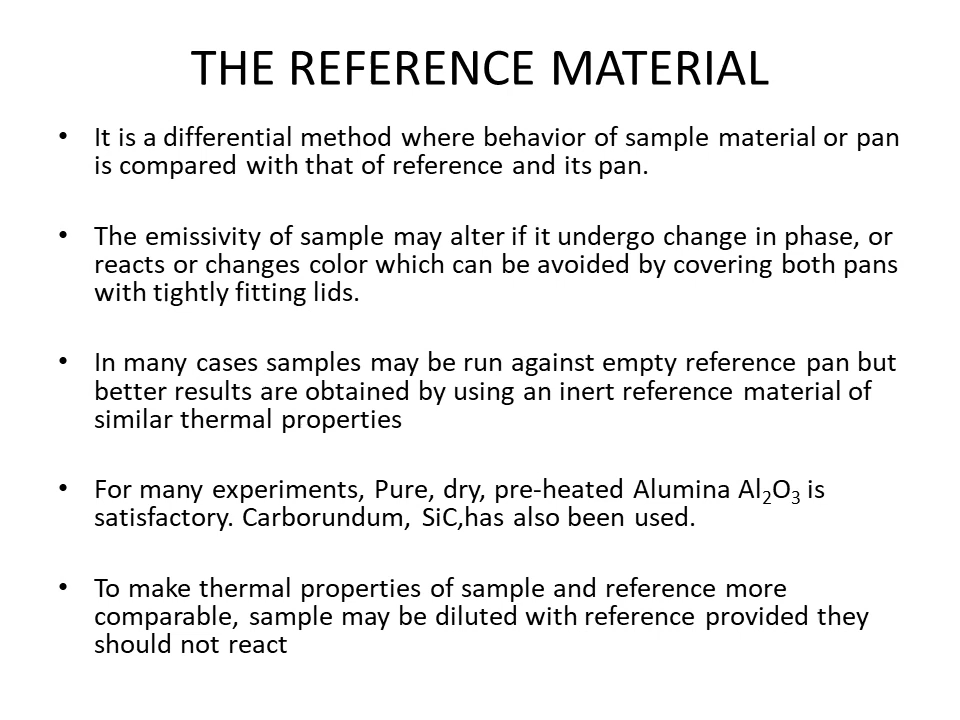 THE REFERENCE MATERIAL
• It is a differential method where behavior of sample material or pan
is compared with that of reference and its pan.
• The emissivity of sample may alter if it undergo change in phase, or
reacts or changes color which can be avoided by covering both pans
with tightly fitting lids.
• In many cases samples may be run against empty reference pan but
better results are obtained by using an inert reference material of
similar thermal properties
• For many experiments, Pure, dry, pre-heated Alumina Al₂O₃ is
satisfactory. Carborundum, SiC,has also been used.
• To make thermal properties of sample and reference more
comparable, sample may be diluted with reference provided they
should not react